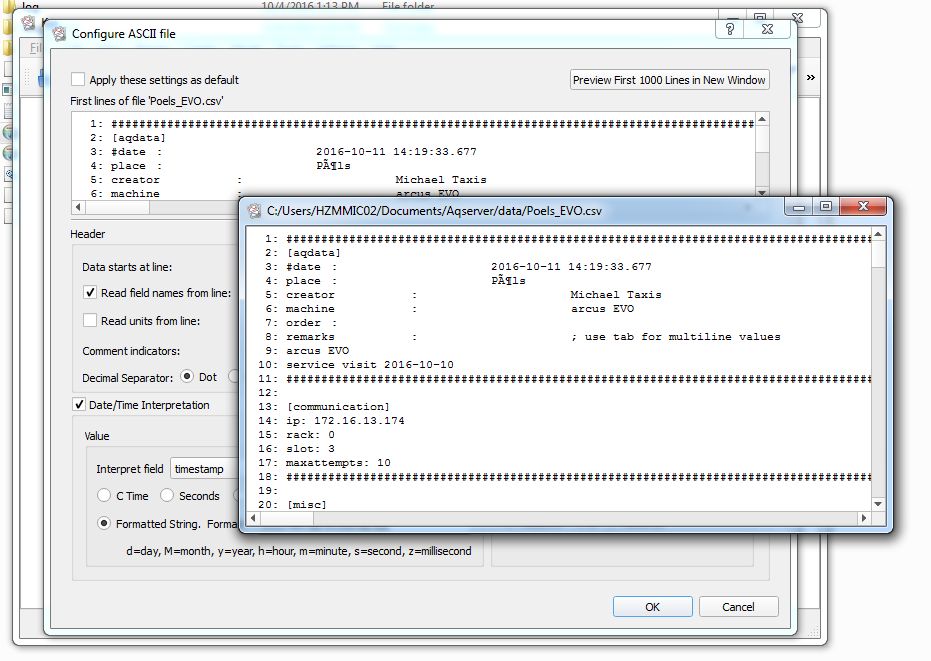 log
10/4/2016 1:13 PM File folder
Configure ASCII file
?
Apply these settings as default
Preview First 1000 Lines in New Window
»
First lines of file 'Poels_EVO.csv'
1: ############################################################################################
2: [aqdata]
3: #date : 2016-10-11 14:19:33.677
4: place : PÃ¶ls
5: creator : Michael Taxis
6: machine : arcus EVO
Header
Data starts at line:
Read field names from line:
Read units from line:
Comment indicators:
Decimal Separator: Dot
Date/Time Interpretation
Value
Interpret field timestamp
C Time Seconds
Formatted String. Forma
d=day, M=month, y=year, h=hour, m=minute, s=second, z=millisecond
OK Cancel
C:/Users/HZMMIC02/Documents/Aqserver/data/Poels_EVO.csv
1: ####################################################################################
2: [aqdata]
3: #date : 2016-10-11 14:19:33.677
4: place : PÃ¶ls
5: creator : Michael Taxis
6: machine : arcus EVO
7: order :
8: remarks : ; use tab for multiline values
9: arcus EVO
10: service visit 2016-10-10
11: ####################################################################################
12:
13: [communication]
14: ip: 172.16.13.174
15: rack: 0
16: slot: 3
17: maxattempts: 10
18: ####################################################################################
19:
20: [misc]